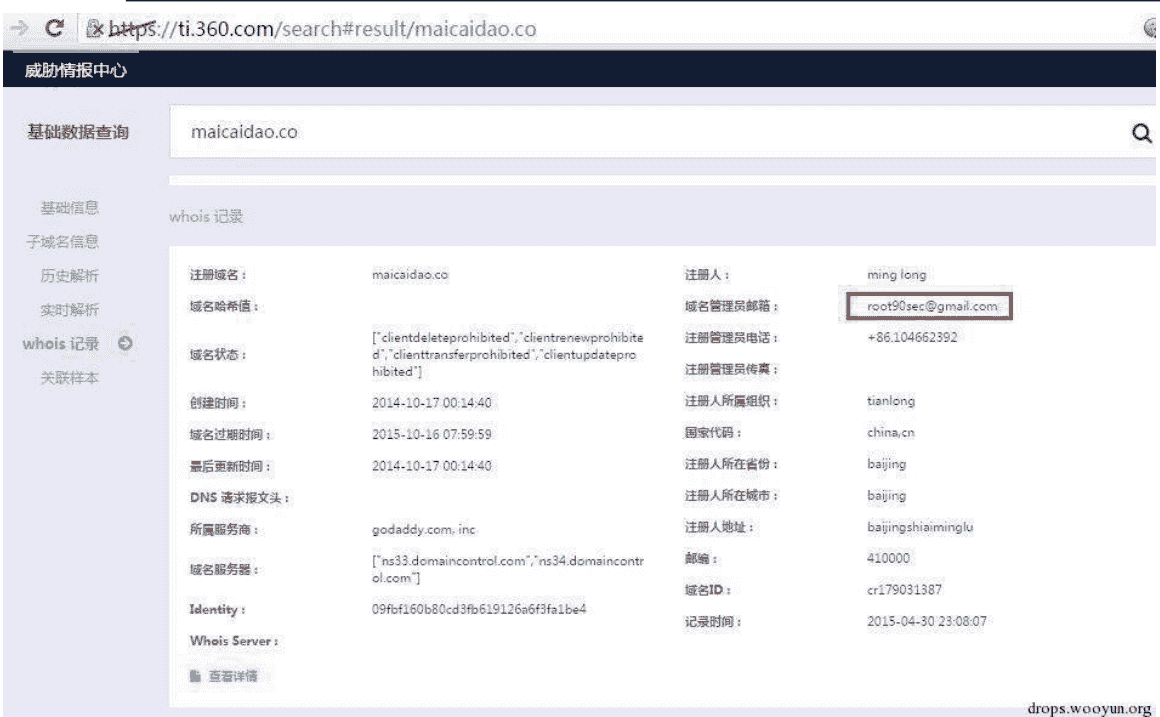 https://ti.360.com/search#result/maicaidao.co
威胁情报中心
基础数据查询
maicaidao.co
基础信息
子域名信息
历史解析
实时解析
whois 记录
关联样本
whois 记录
注册域名： maicaidao.co
域名哈希值：
域名状态： ["clientdeleteprohibited","clientrenewprohibite
d","clienttransferprohibited","clientupdatepro
hibited"]
创建时间： 2014-10-17 00:14:40
域名过期时间： 2015-10-16 07:59:59
最后更新时间： 2014-10-17 00:14:40
DNS 请求报文头：
所属服务商： godaddy.com, inc
域名服务器： ["ns33.domaincontrol.com","ns34.domaincontr
ol.com"]
Identity： 09fbf160b80cd3fb619126a6f3fa1be4
Whois Server：
查看详情
注册人： ming long
域名管理员邮箱： root90sec@gmail.com
注册管理员电话： +86.104662392
注册管理员传真：
注册人所属组织： tianlong
国家代码： china,cn
注册人所在省份： baijing
注册人所在城市： baijing
注册人地址： baijingshiaiminglu
邮编： 410000
域名ID： cr179031387
记录时间： 2015-04-30 23:08:07
drops.wooyun.org